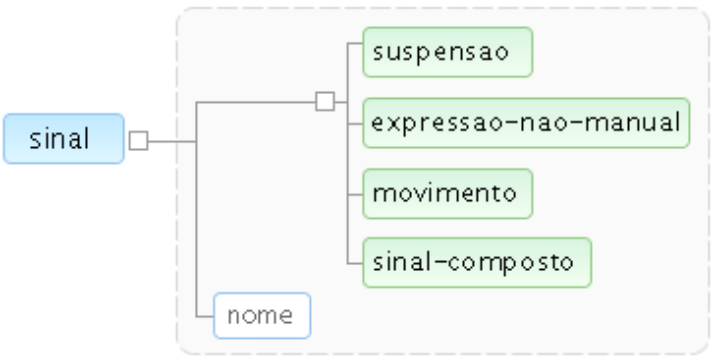 suspensao
expressao-nao-manual
sinal
movimento
sinal-composto
nome